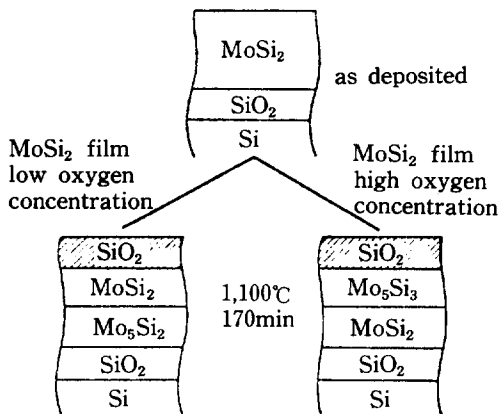 MoSi₂
SiO₂
Si
as deposited
MoSi₂ film
low oxygen
concentration
MoSi₂ film
high oxygen
concentration
SiO₂
MoSi₂
Mo₅Si₂
SiO₂
Si
1,100℃
170min
SiO₂
Mo₅Si₃
MoSi₂
SiO₂
Si